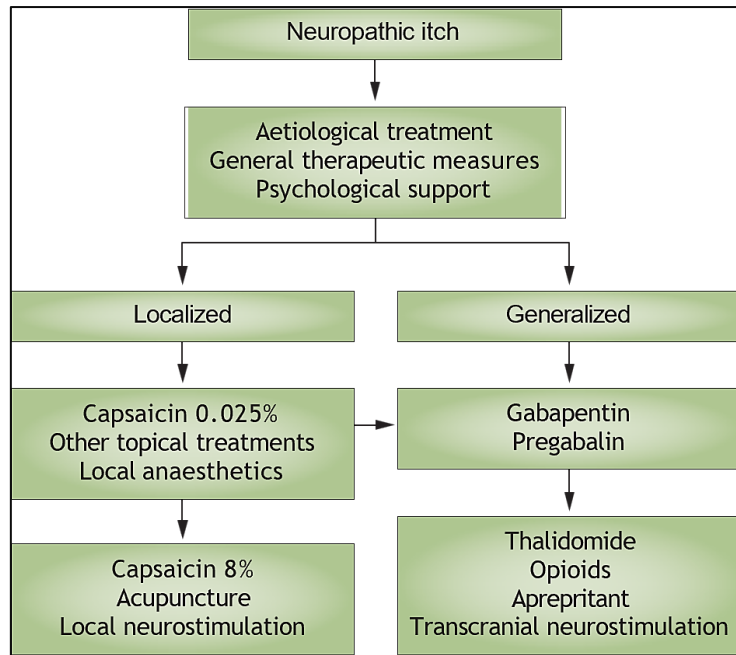 Neuropathic itch
Aetiological treatment
General therapeutic measures
Psychological support
Localized
Generalized
Capsaicin 0.025%
Other topical treatments
Local anaesthetics
Gabapentin
Pregabalin
Capsaicin 8%
Acupuncture
Local neurostimulation
Thalidomide
Opioids
Aprepritant
Transcranial neurostimulation